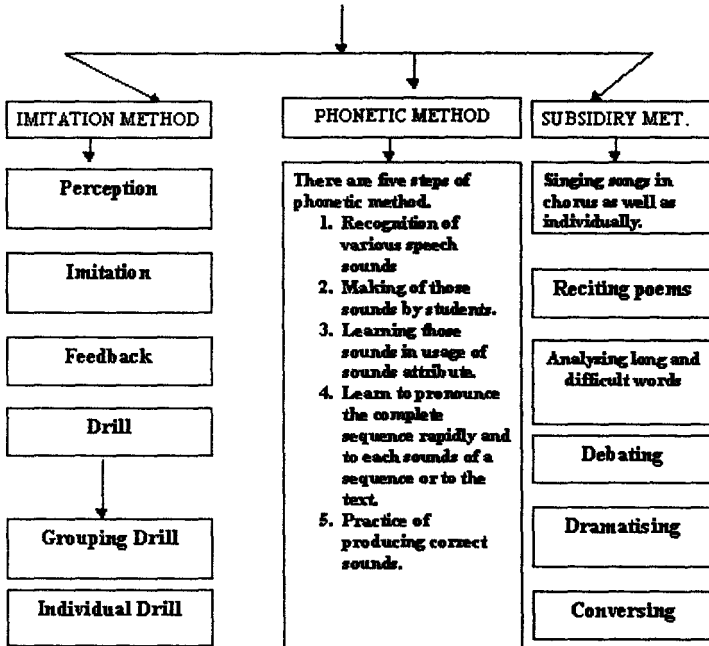 IMITATION METHOD
Perception
Imitation
Feedback
Drill
Grouping Drill
Individual Drill
PHONETIC METHOD
There are five steps of
phonetic method.
1. Recognition of
various speech
sounds
2. Making of those
sounds by students.
3. Learning those
sounds in usage of
sounds attribute.
4. Learn to pronounce
the complete
sequence rapidly and
to each sounds of a
sequence or to the
text.
5. Practice of
producing correct
sounds.
SUBSIDIRY MET.
Singing songs in
chorus as well as
individually.
Reciting poems
Analyzing long and
difficult words
Debating
Dramatising
Conversing